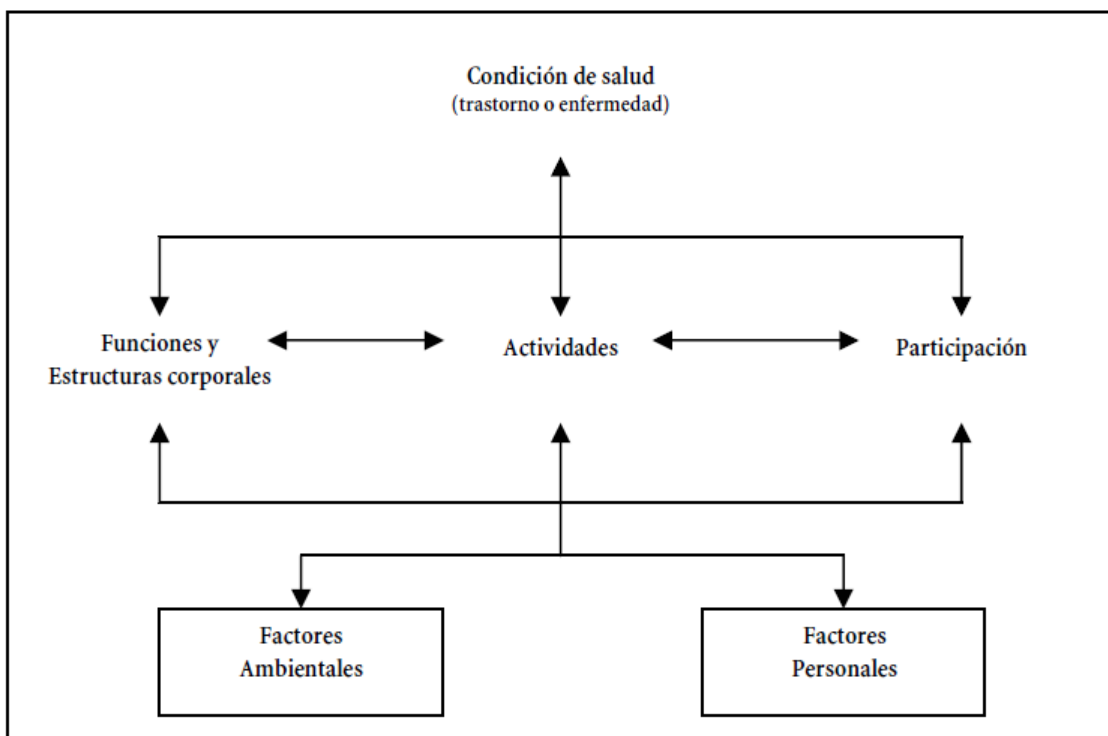 Condición de salud
(trastorno o enfermedad)
Funciones y
Estructuras corporales
Actividades
Participación
Factores
Ambientales
Factores
Personales